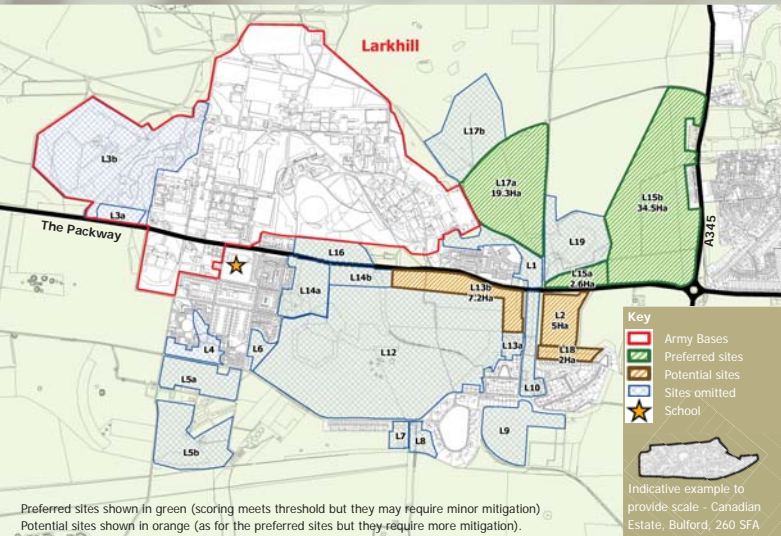 Larkhill
L17b
L3b
L17a
19.3Ha
L15b
34.5Ha
L3a
The Packway
A345
L19
L16
L1
L15a
2.6Ha
L14b
L14a
L13b
7.2Ha
L2
5Ha
L4
L6
L12
L13a
L18
2Ha
L5a
L10
L5b
L7
L8
L9
Key
Army Bases
Preferred sites
Potential sites
Sites omitted
School
Indicative example to
provide scale - Canadian
Estate, Bulford, 260 SFA
Preferred sites shown in green (scoring meets threshold but they may require minor mitigation)
Potential sites shown in orange (as for the preferred sites but they require more mitigation).